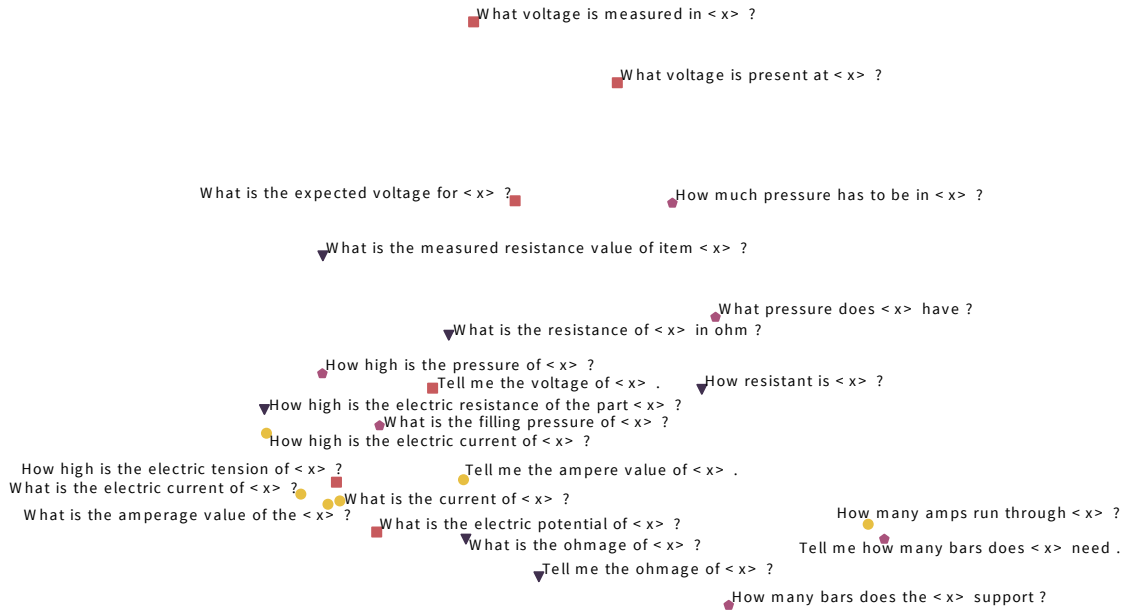 What voltage is measured in <x> ?
What voltage is present at <x> ?
What is the expected voltage for <x> ?
How much pressure has to be in <x> ?
What is the measured resistance value of item <x> ?
What pressure does <x> have ?
What is the resistance of <x> in ohm ?
How high is the pressure of <x> ?
Tell me the voltage of <x> .
How resistant is <x> ?
How high is the electric resistance of the part <x> ?
What is the filling pressure of <x> ?
How high is the electric current of <x> ?
How high is the electric tension of <x> ?
Tell me the ampere value of <x> .
What is the electric current of <x> ?
What is the current of <x> ?
What is the amperage value of the <x> ?
How many amps run through <x> ?
What is the electric potential of <x> ?
What is the ohmage of <x> ?
Tell me how many bars does <x> need .
Tell me the ohmage of <x> ?
How many bars does the <x> support ?